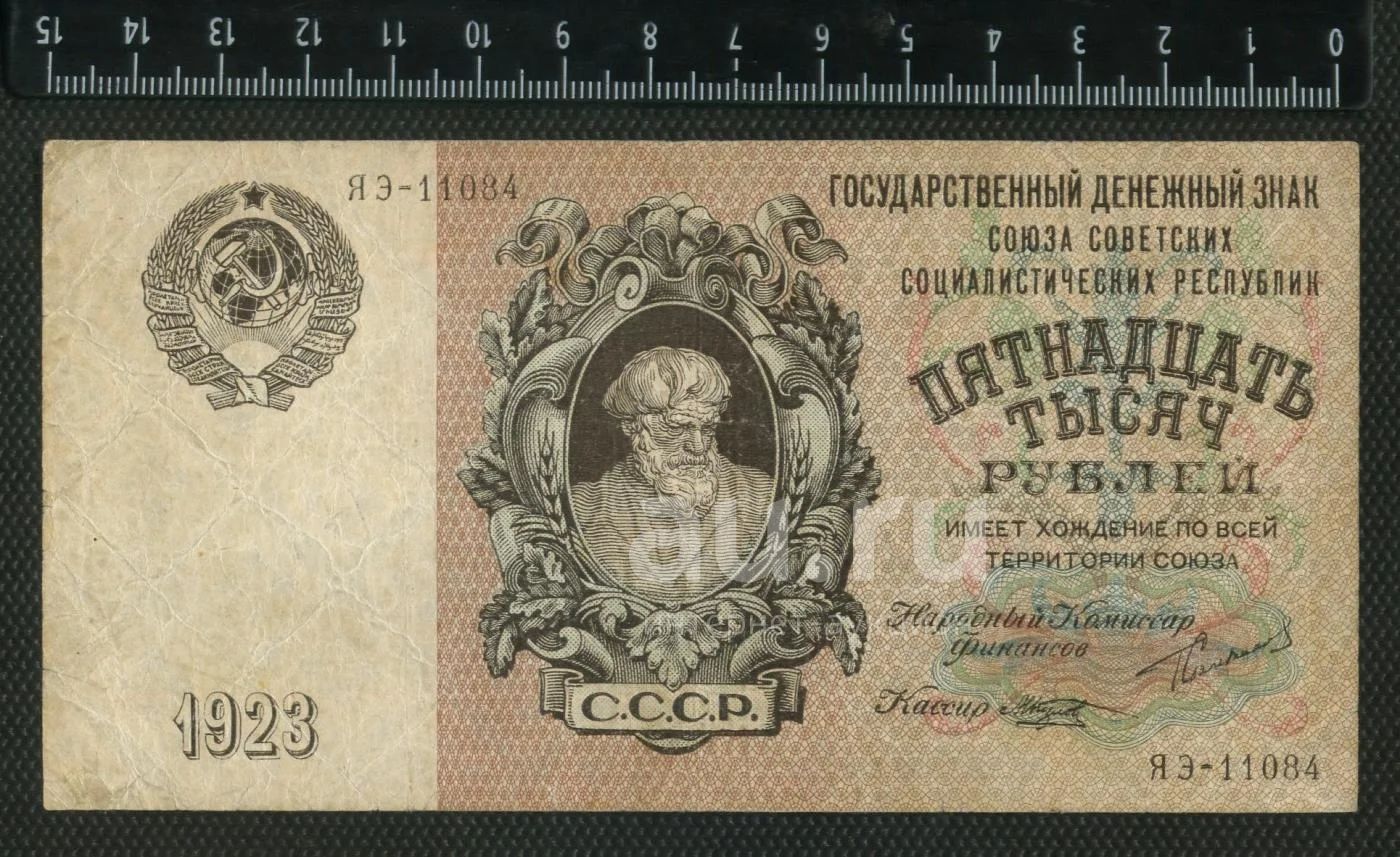 15 14 13 12 11 10 9 8 7 6 5 4 3 2 1 0
ЯЭ-11084
ГОСУДАРСТВЕННЫЙ ДЕНЕЖНЫЙ ЗНАК
СОЮЗА СОВЕТСКИХ
СОЦИАЛИСТИЧЕСКИХ РЕСПУБЛИК
ПЯТНАДЦАТЬ
ТЫСЯЧ
РУБЛЕЙ
ИМЕЕТ ХОЖДЕНИЕ ПО ВСЕЙ
ТЕРРИТОРИИ СОЮЗА
au.ru
Народный Комиссар
Финансов
Кассир
С.С.С.Р.
1923
ЯЭ-11084